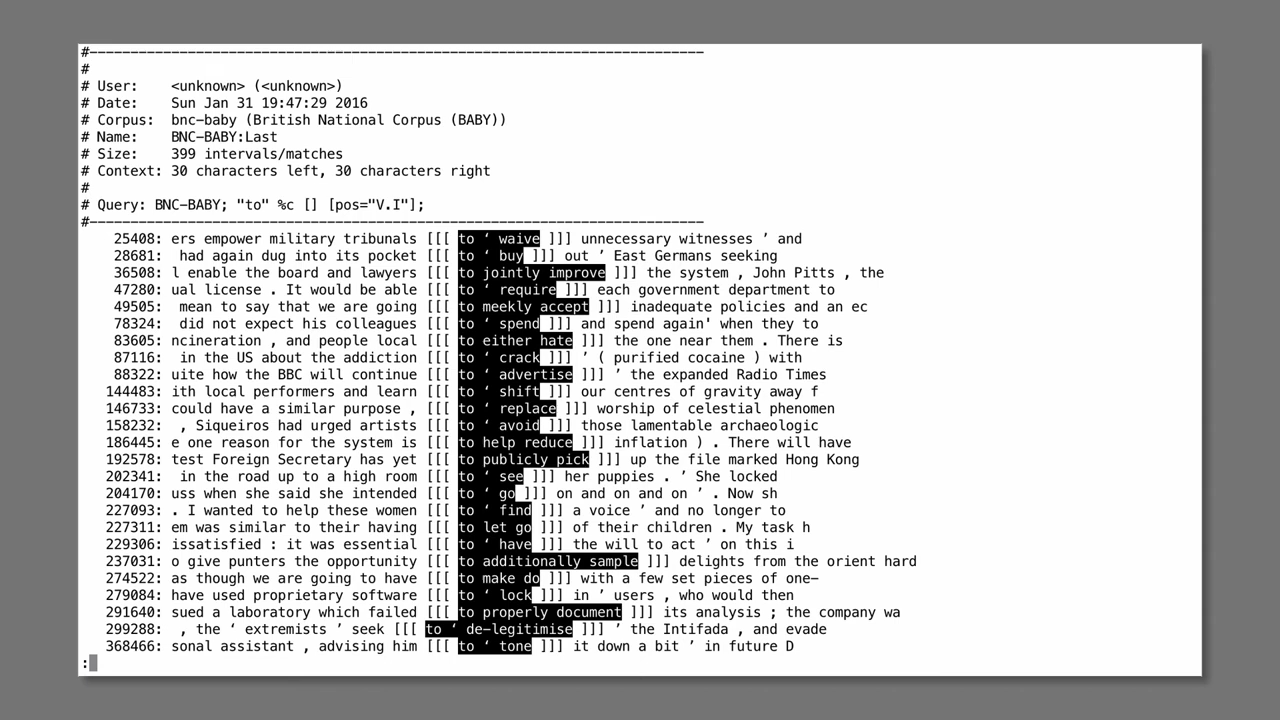 #---------------------------------------------------------------------------
#
# User:    <unknown> (<unknown>)
# Date:    Sun Jan 31 19:47:29 2016
# Corpus:  bnc-baby (British National Corpus (BABY))
# Name:    BNC-BABY:Last
# Size:    399 intervals/matches
# Context: 30 characters left, 30 characters right
#
# Query: BNC-BABY; "to" %c [] [pos="V.I"];
#---------------------------------------------------------------------------
25408: ers empower military tribunals [[[ to ‘ waive ]]] unnecessary witnesses ’ and
28681:  had again dug into its pocket [[[ to ‘ buy ]]] out ’ East Germans seeking
36508: l enable the board and lawyers [[[ to jointly improve ]]] the system , John Pitts , the
47280: ual license . It would be able [[[ to ‘ require ]]] each government department to
49505:  mean to say that we are going [[[ to meekly accept ]]] inadequate policies and an ec
78324:  did not expect his colleagues [[[ to ‘ spend ]]] and spend again' when they to
83605: ncineration , and people local [[[ to either hate ]]] the one near them . There is
87116:  in the US about the addiction [[[ to ‘ crack ]]] ’ ( purified cocaine ) with
88322: uite how the BBC will continue [[[ to ‘ advertise ]]] ’ the expanded Radio Times
144483: ith local performers and learn [[[ to ‘ shift ]]] our centres of gravity away f
146733: could have a similar purpose , [[[ to ‘ replace ]]] worship of celestial phenomen
158232:  , Siqueiros had urged artists [[[ to ‘ avoid ]]] those lamentable archaeologic
186445: e one reason for the system is [[[ to help reduce ]]] inflation ) . There will have
192578: test Foreign Secretary has yet [[[ to publicly pick ]]] up the file marked Hong Kong
202341:  in the road up to a high room [[[ to ‘ see ]]] her puppies . ’ She locked
204170: uss when she said she intended [[[ to ‘ go ]]] on and on and on ’ . Now sh
227093: . I wanted to help these women [[[ to ‘ find ]]] a voice ’ and no longer to
227311: em was similar to their having [[[ to let go ]]] of their children . My task h
229306: issatisfied : it was essential [[[ to ‘ have ]]] the will to act ’ on this i
237031: o give punters the opportunity [[[ to additionally sample ]]] delights from the orient hard
274522: as though we are going to have [[[ to make do ]]] with a few set pieces of one-
279084: have used proprietary software [[[ to ‘ lock ]]] in ’ users , who would then
291640: sued a laboratory which failed [[[ to properly document ]]] its analysis ; the company wa
299288:  , the ‘ extremists ’ seek [[[ to ‘ de-legitimise ]]] ’ the Intifada , and evade
368466: sonal assistant , advising him [[[ to ‘ tone ]]] it down a bit ’ in future D
: